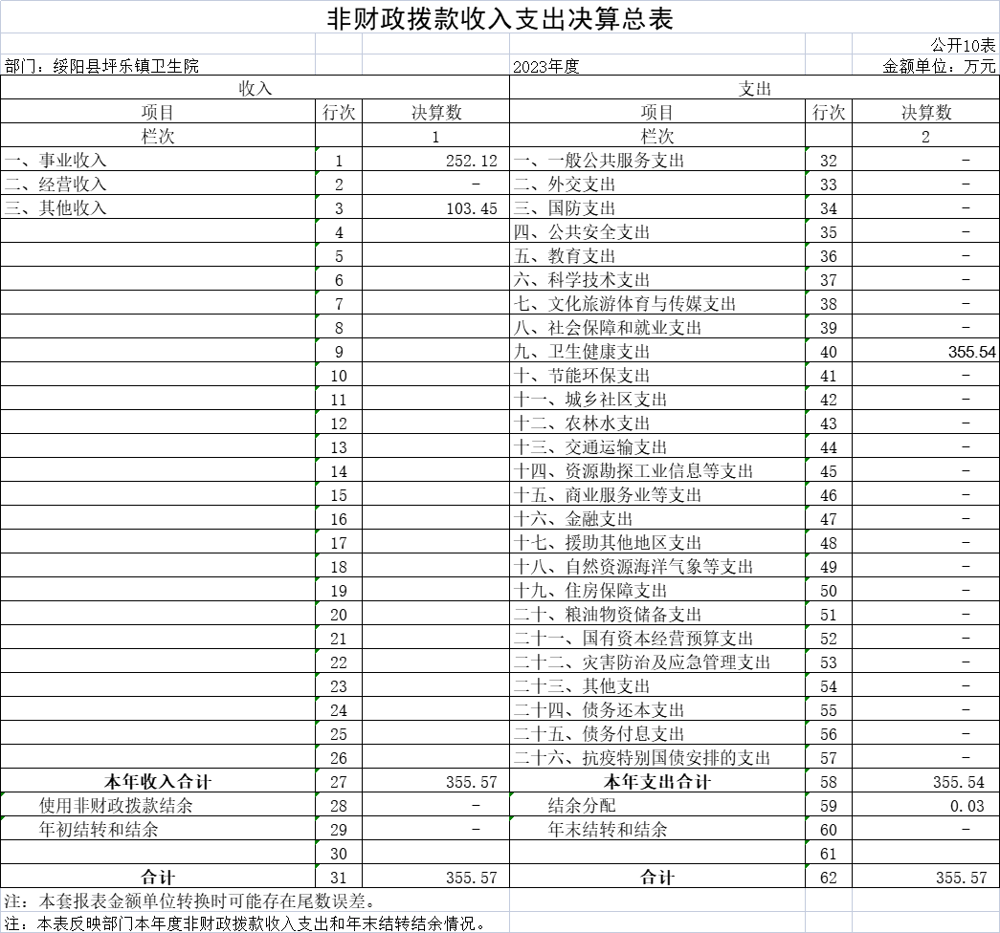 非财政拨款收入支出决算总表
公开10表
部门：绥阳县坪乐镇卫生院 2023年度 金额单位：万元
收入 支出
项目 行次 决算数 项目 行次 决算数
栏次 1 栏次 2
一、事业收入 1 252.12 一、一般公共服务支出 32 -
二、经营收入 2 - 二、外交支出 33 -
三、其他收入 3 103.45 三、国防支出 34 -
4 四、公共安全支出 35 -
5 五、教育支出 36 -
6 六、科学技术支出 37 -
7 七、文化旅游体育与传媒支出 38 -
8 八、社会保障和就业支出 39 -
9 九、卫生健康支出 40 355.54
10 十、节能环保支出 41 -
11 十一、城乡社区支出 42 -
12 十二、农林水支出 43 -
13 十三、交通运输支出 44 -
14 十四、资源勘探工业信息等支出 45 -
15 十五、商业服务业等支出 46 -
16 十六、金融支出 47 -
17 十七、援助其他地区支出 48 -
18 十八、自然资源海洋气象等支出 49 -
19 十九、住房保障支出 50 -
20 二十、粮油物资储备支出 51 -
21 二十一、国有资本经营预算支出 52 -
22 二十二、灾害防治及应急管理支出 53 -
23 二十三、其他支出 54 -
24 二十四、债务还本支出 55 -
25 二十五、债务付息支出 56 -
26 二十六、抗疫特别国债安排的支出 57 -
本年收入合计 27 355.57 本年支出合计 58 355.54
使用非财政拨款结余 28 - 结余分配 59 0.03
年初结转和结余 29 - 年末结转和结余 60 -
30 61
合计 31 355.57 合计 62 355.57
注：本套报表金额单位转换时可能存在尾数误差。
注：本表反映部门本年度非财政拨款收入支出和年末结转结余情况。